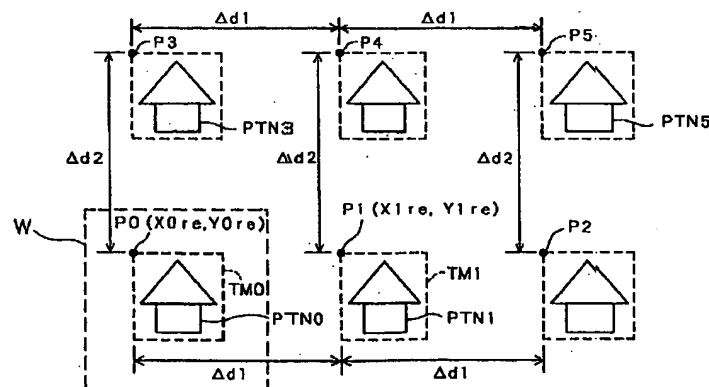 Δd1 Δd1
P3 P4 P5
PTN3 PTN5
Δd2 Δd2 Δd2
W P0 (X0re, Y0re) P1 (X1re, Y1re) P2
TM0 TM1
PTN0 PTN1
Δd1 Δd1